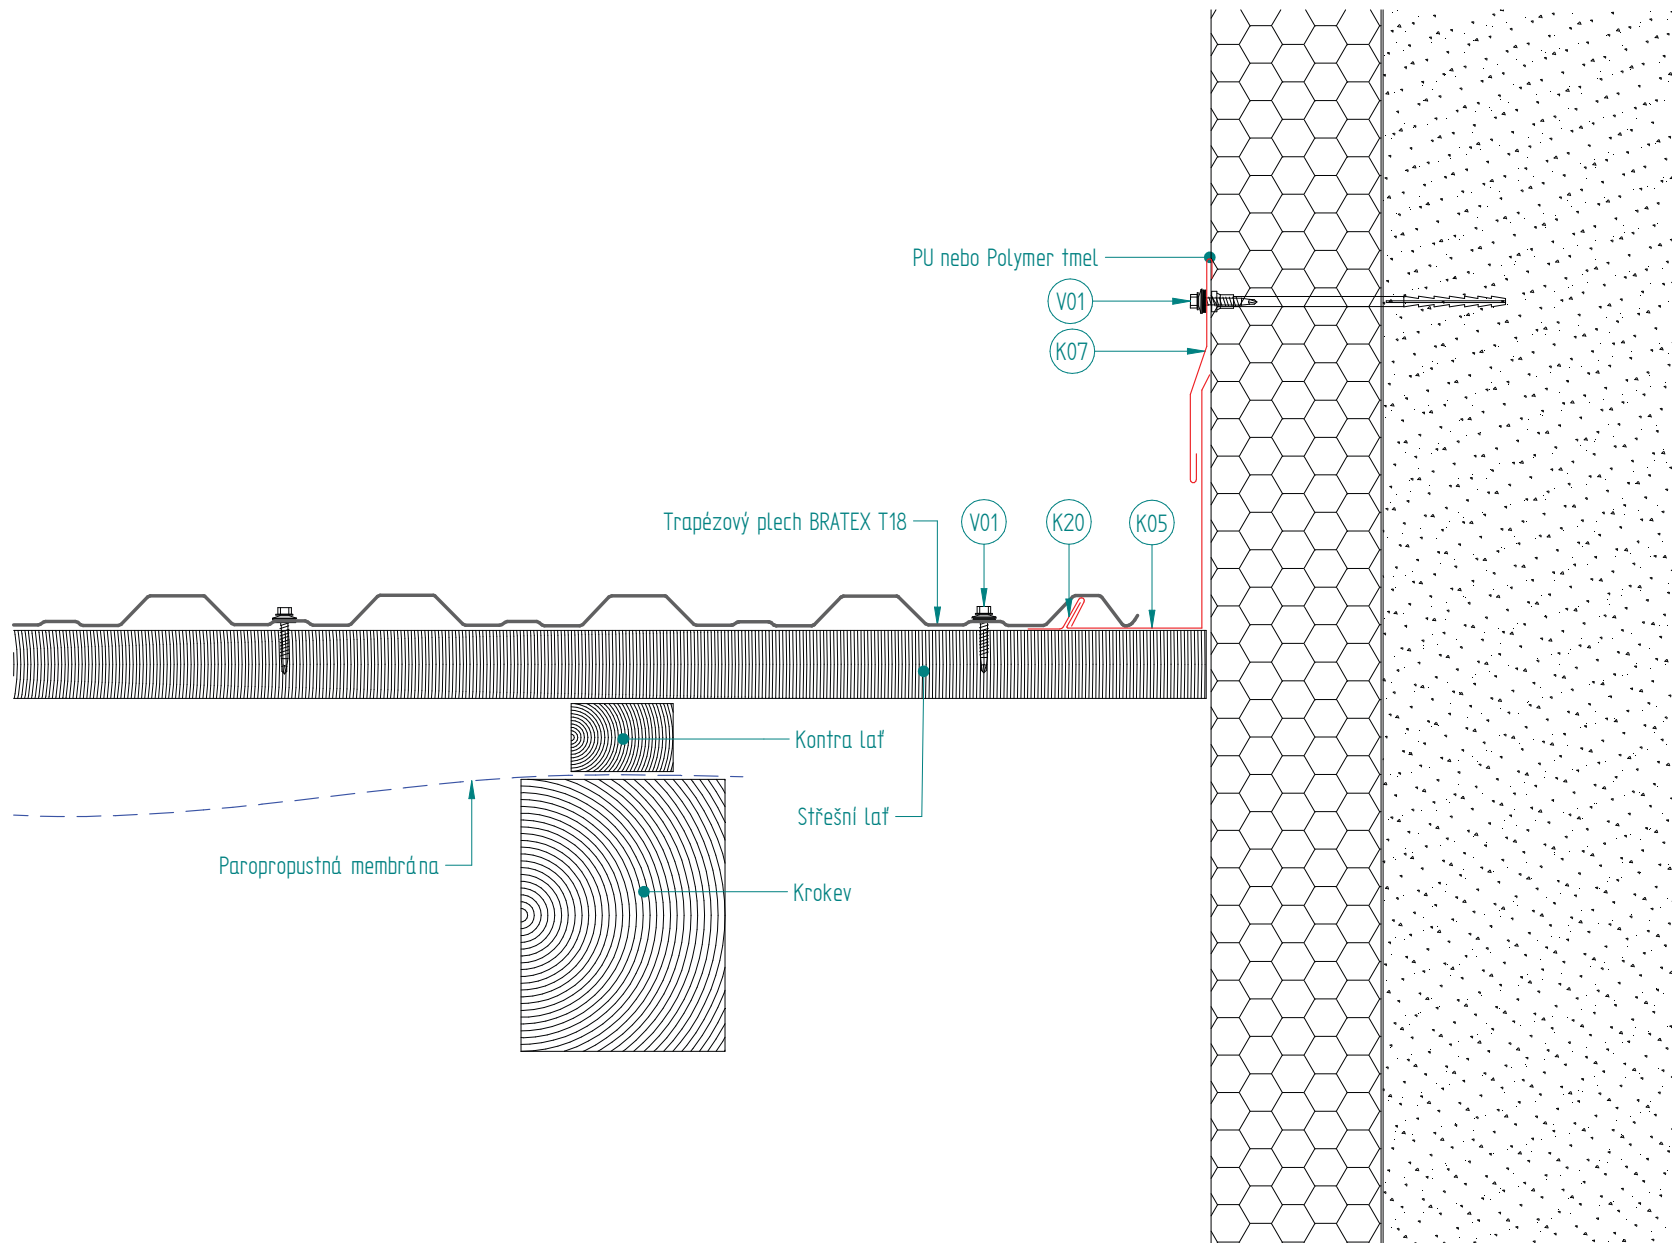 PU nebo Polymer tmel
V01
K07
Trapézový plech BRATEX T18
V01
K20
K05
Kontra lať
Střešní lať
Paropropustná membrána
Krokev